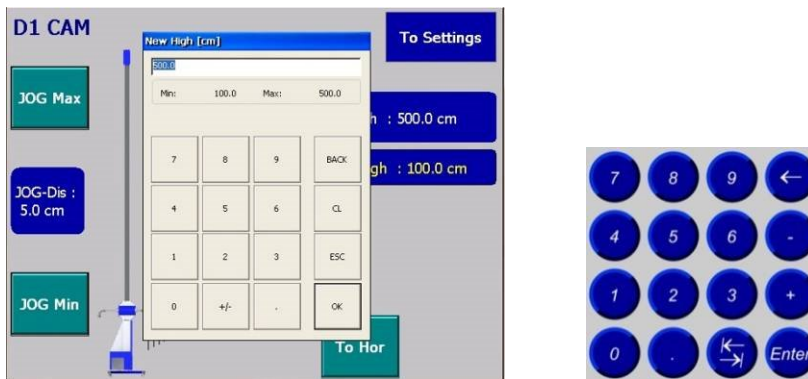 D1 CAM
To Settings
New High [cm]
500.0
Min: 100.0 Max: 500.0
JOG Max
h : 500.0 cm
gh : 100.0 cm
JOG-Dis :
5.0 cm
JOG Min
To Hor
7 8 9 BACK
4 5 6 CL
1 2 3 ESC
0 +/- . OK
7 8 9 ←
4 5 6 -
1 2 3 +
0 . Enter